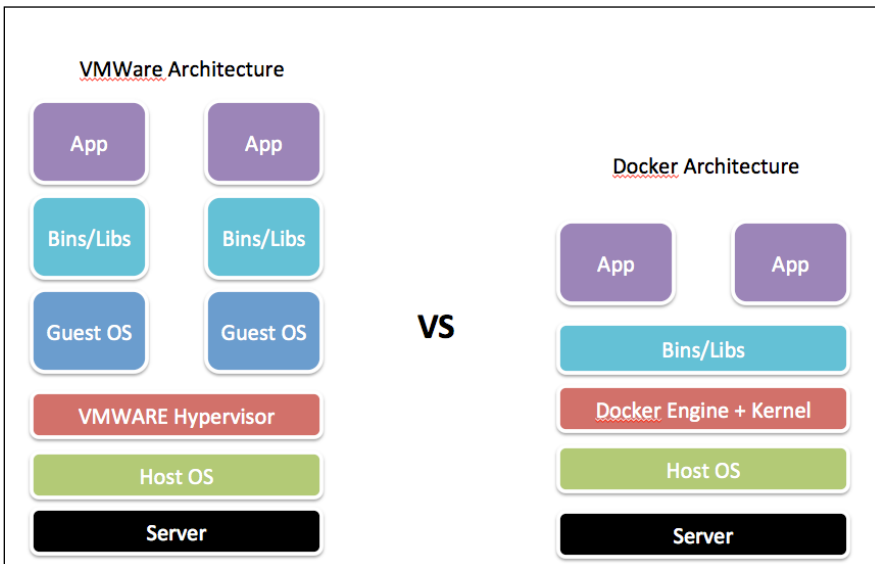 VMWare Architecture
App App
Bins/Libs Bins/Libs
Guest OS Guest OS
VMWARE Hypervisor
Host OS
Server
VS
Docker Architecture
App App
Bins/Libs
Docker Engine + Kernel
Host OS
Server